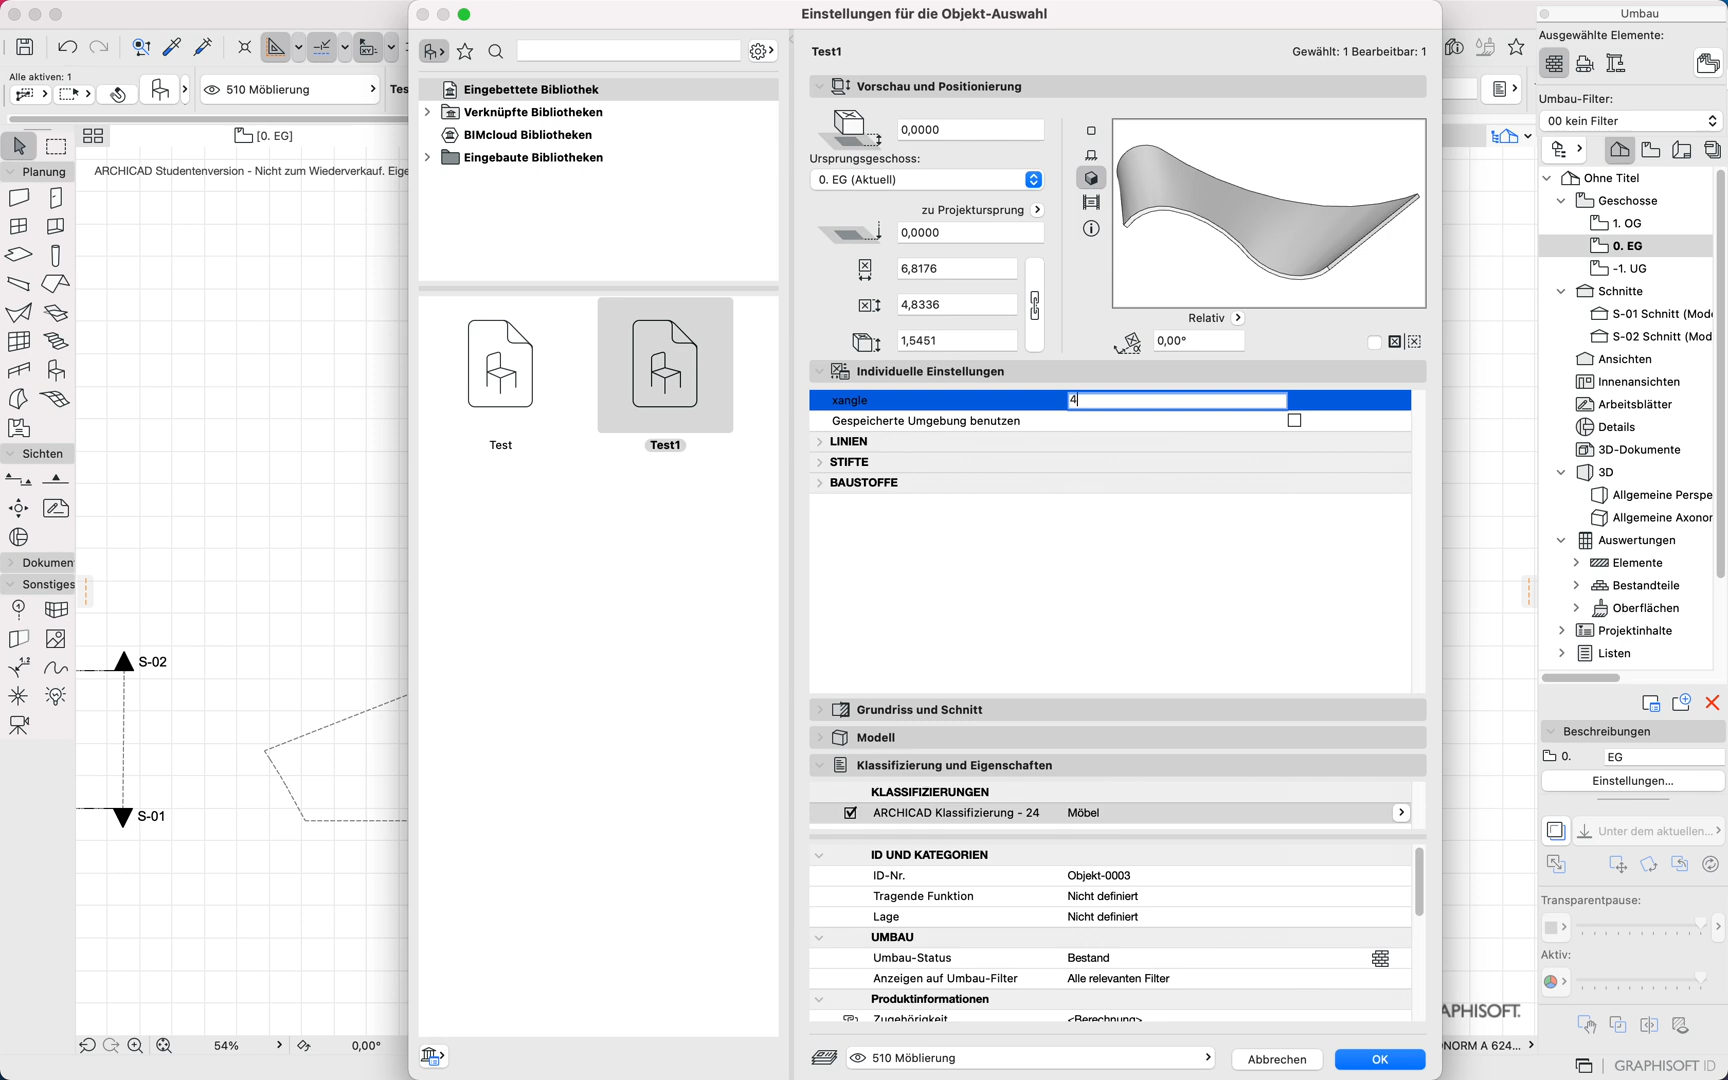 Einstellungen für die Objekt-Auswahl
Umbau
Alle aktiven: 1
510 Möblierung
Tes
[0. EG]
ARCHICAD Studentenversion - Nicht zum Wiederverkauf. Eige
Planung
Sichten
Dokumen
Sonstiges
1,2
S-02
S-01
54%
0,00°
Eingebettete Bibliothek
Verknüpfte Bibliotheken
BIMcloud Bibliotheken
Eingebaute Bibliotheken
Test
Test1
Test1
Gewählt: 1 Bearbeitbar: 1
Vorschau und Positionierung
0,0000
Ursprungsgeschoss:
0. EG (Aktuell)
zu Projektursprung
0,0000
6,8176
4,8336
1,5451
Relativ
0,00°
Individuelle Einstellungen
xangle
4
Gespeicherte Umgebung benutzen
LINIEN
STIFTE
BAUSTOFFE
Grundriss und Schnitt
Modell
Klassifizierung und Eigenschaften
KLASSIFIZIERUNGEN
ARCHICAD Klassifizierung - 24 Möbel
ID UND KATEGORIEN
ID-Nr. Objekt-0003
Tragende Funktion Nicht definiert
Lage Nicht definiert
UMBAU
Umbau-Status Bestand
Anzeigen auf Umbau-Filter Alle relevanten Filter
Produktinformationen
Zugehörigkeit <Berechnung>
510 Möblierung
Abbrechen
OK
Ausgewählte Elemente:
Umbau-Filter:
00 kein Filter
Ohne Titel
Geschosse
1. OG
0. EG
-1. UG
Schnitte
S-01 Schnitt (Mode
S-02 Schnitt (Mod
Ansichten
Innenansichten
Arbeitsblätter
Details
3D-Dokumente
3D
Allgemeine Perspe
Allgemeine Axonor
Auswertungen
Elemente
Bestandteile
Oberflächen
Projektinhalte
Listen
Beschreibungen
0. EG
Einstellungen...
Unter dem aktuellen...
Transparentpause:
Aktiv:
APHISOFT.
NORM A 624...
GRAPHISOFT ID